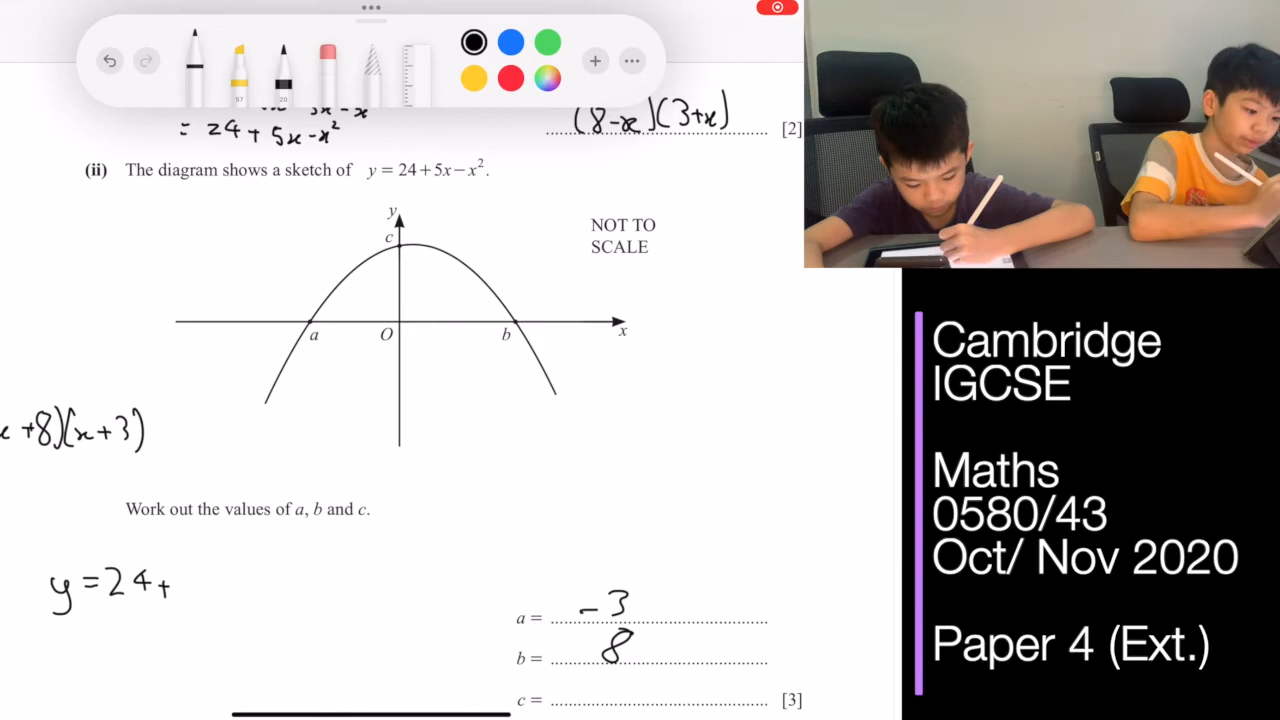 = 24 + 5x - x²
(8-x)(3+x)
[2]
(ii) The diagram shows a sketch of y = 24 + 5x − x².
y
NOT TO
SCALE
c
a O b x
+8)(x+3)
Work out the values of a, b and c.
y = 24 +
a = -3
b = 8
c = [3]
Cambridge
IGCSE
Maths
0580/43
Oct/ Nov 2020
Paper 4 (Ext.)